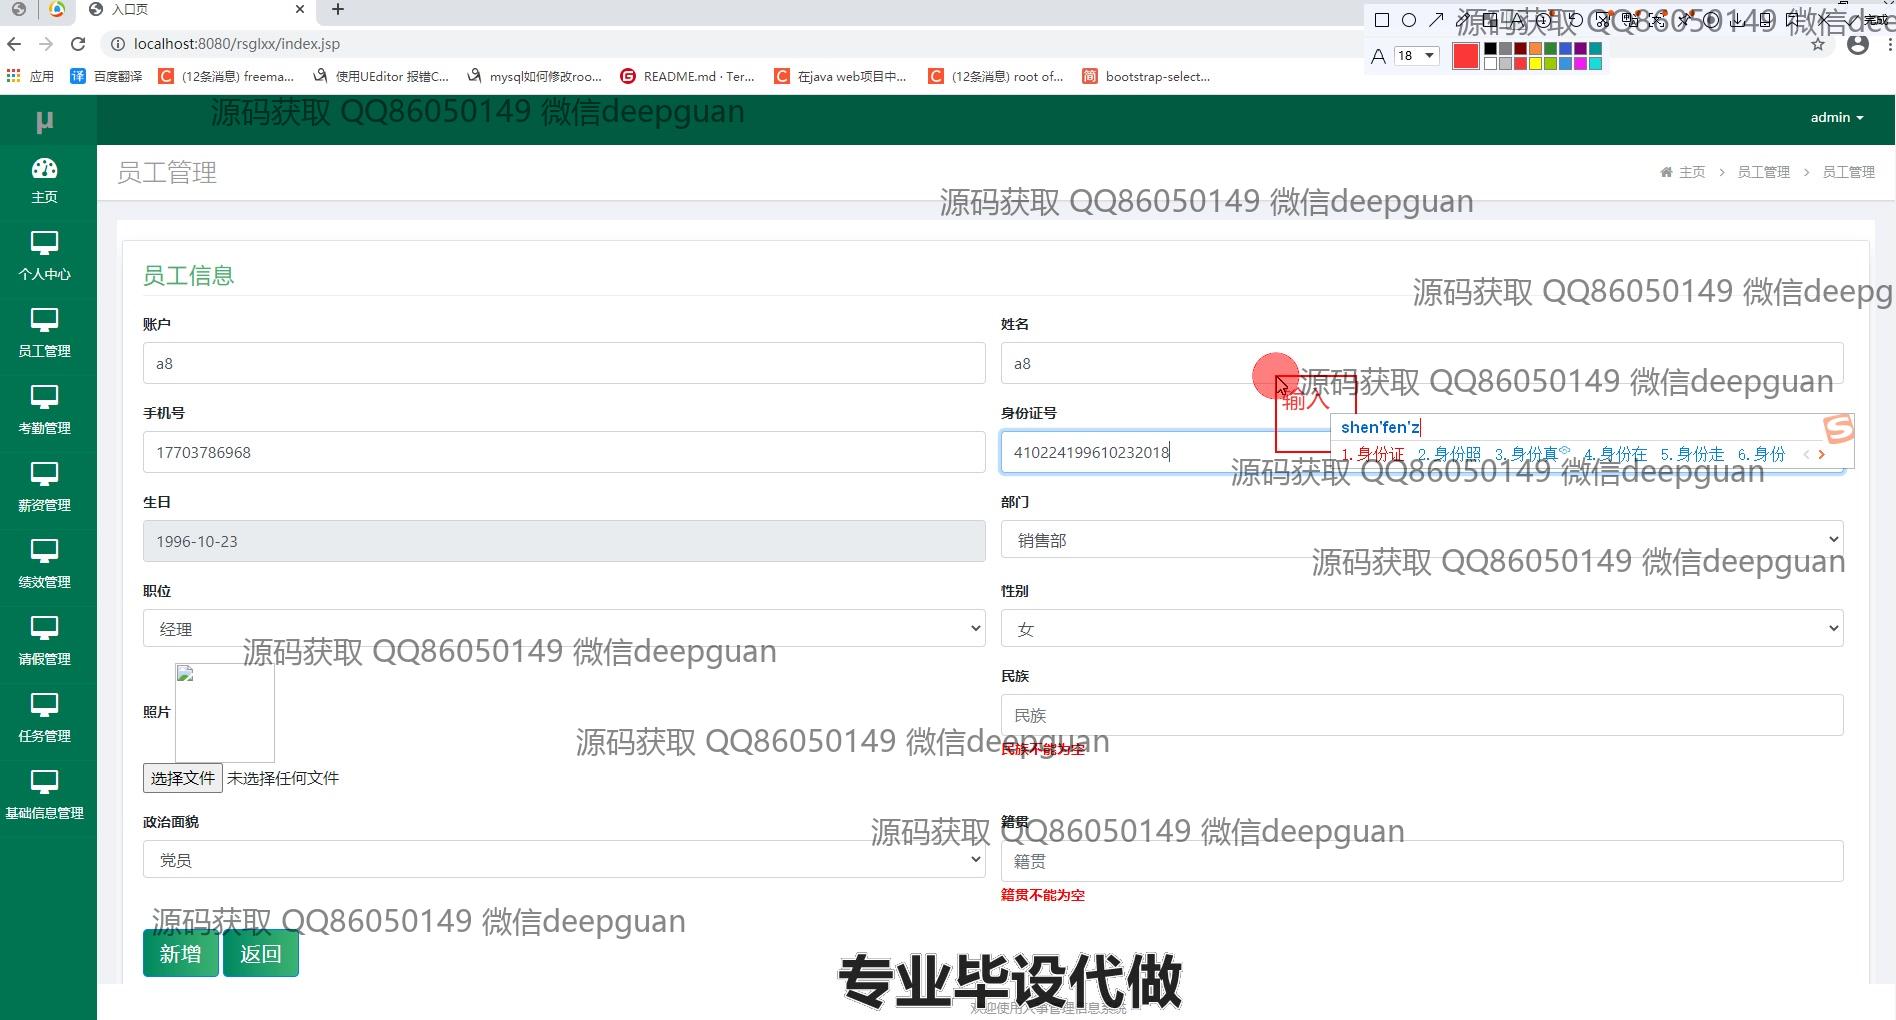 入口页
localhost:8080/rsglxx/index.jsp
完成
A 18
应用 百度翻译 (12条消息) freema... 使用UEditor 报错C... mysql如何修改roo... README.md · Ter... 在java web项目中... (12条消息) root of... bootstrap-select...
源码获取 QQ86050149 微信dee
源码获取 QQ86050149 微信deepguan
μ
admin
员工管理
主页 > 员工管理 > 员工管理
源码获取 QQ86050149 微信deepguan
主页
个人中心
员工管理
考勤管理
薪资管理
绩效管理
请假管理
任务管理
基础信息管理
员工信息
源码获取 QQ86050149 微信deepg
账户
a8
姓名
a8
源码获取 QQ86050149 微信deepguan
输入
手机号
17703786968
身份证号
410224199610232018
shen'fen'z
1.身份证 2.身份照 3.身份真 4.身份在 5.身份走 6.身份
源码获取 QQ86050149 微信deepguan
生日
1996-10-23
部门
销售部
源码获取 QQ86050149 微信deepguan
职位
经理
性别
女
源码获取 QQ86050149 微信deepguan
照片
选择文件 未选择任何文件
民族
民族
民族不能为空
源码获取 QQ86050149 微信deepguan
政治面貌
党员
籍贯
籍贯
籍贯不能为空
源码获取 QQ86050149 微信deepguan
源码获取 QQ86050149 微信deepguan
新增 返回
专业毕设代做
欢迎使用人事管理信息系统